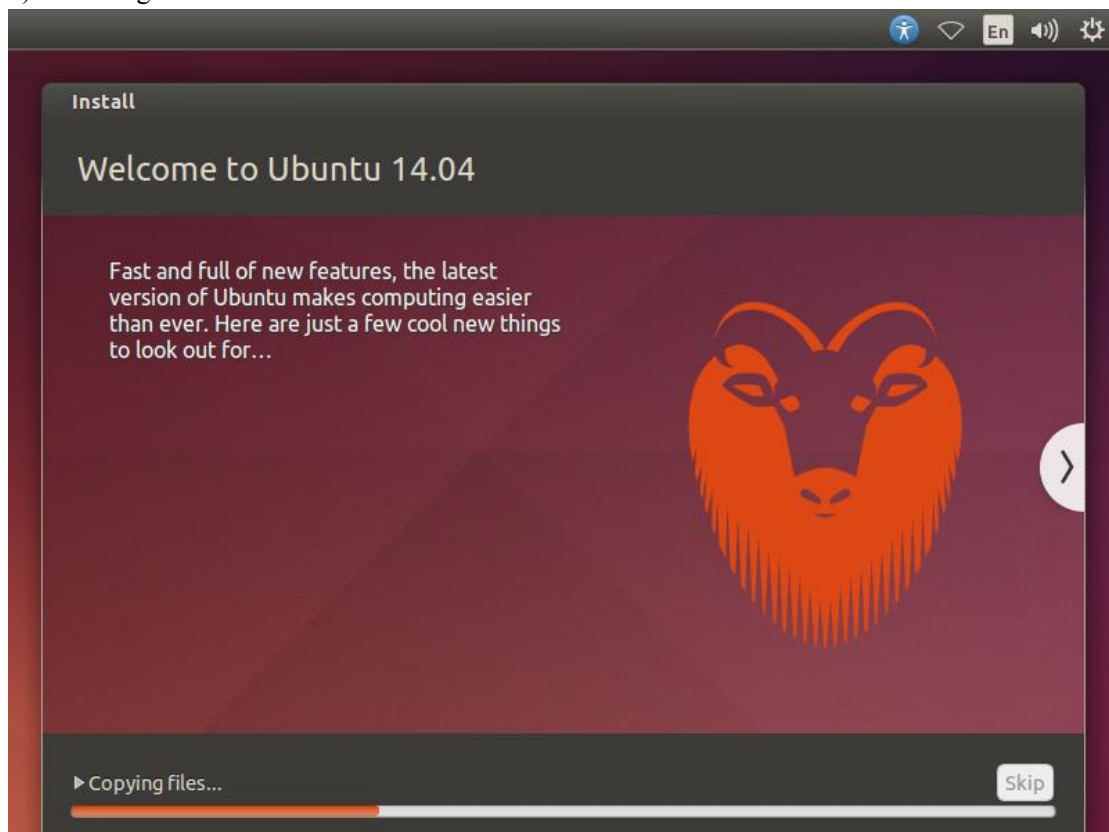 En
Install
Welcome to Ubuntu 14.04
Fast and full of new features, the latest
version of Ubuntu makes computing easier
than ever. Here are just a few cool new things
to look out for…
Copying files...
Skip